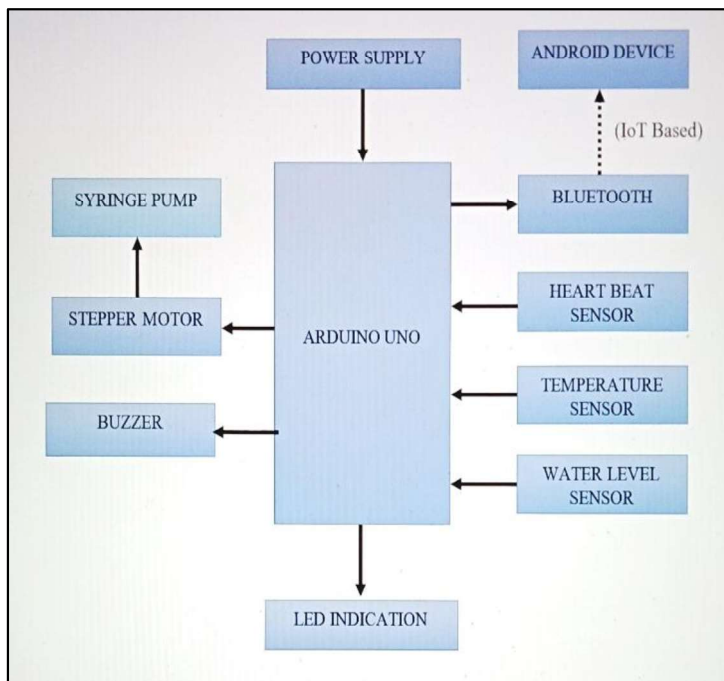 POWER SUPPLY
ANDROID DEVICE
(IoT Based)
SYRINGE PUMP
BLUETOOTH
STEPPER MOTOR
ARDUINO UNO
HEART BEAT
SENSOR
TEMPERATURE
SENSOR
BUZZER
WATER LEVEL
SENSOR
LED INDICATION